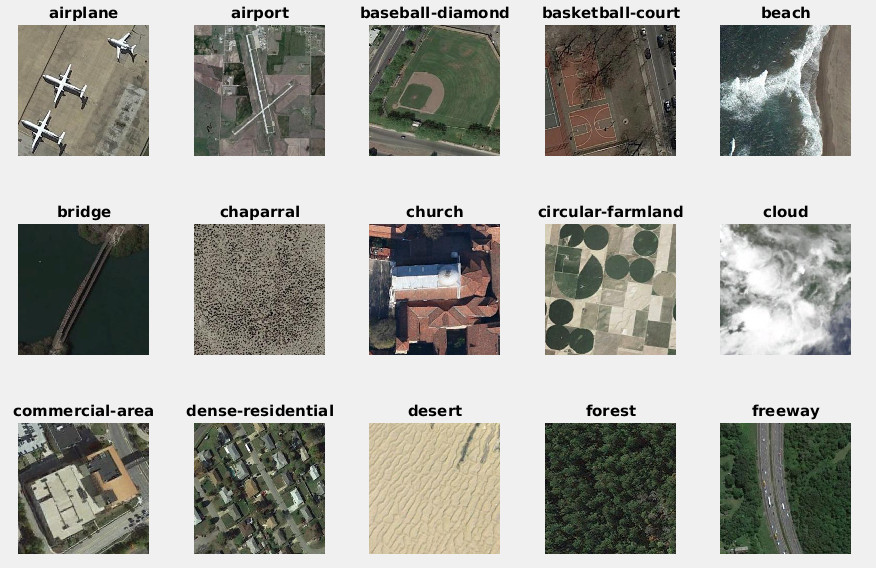 airplane
airport
baseball-diamond
basketball-court
beach
bridge
chaparral
church
circular-farmland
cloud
commercial-area
dense-residential
desert
forest
freeway